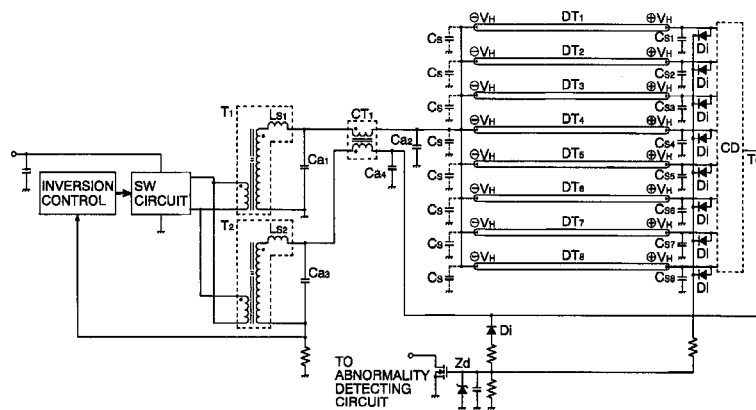 ⊖VH DT1 ⊕VH
Cs CS1 Di
⊖VH DT2 ⊕VH
Cs CS2 Di
⊖VH DT3 ⊕VH
Cs CS3 Di
⊖VH DT4 ⊕VH
Cs CS4 Di
⊖VH DT5 ⊕VH
Cs CS5 Di
⊖VH DT6 ⊕VH
Cs CS6 Di
⊖VH DT7 ⊕VH
Cs CS7 Di
⊖VH DT8 ⊕VH
Cs CS8 Di
CD
T1 LS1 CT1
Ca1 Ca2
Ca4
INVERSION
CONTROL
SW
CIRCUIT
T2 LS2
Ca3
Di
TO
ABNORMALITY
DETECTING
CIRCUIT
Zd